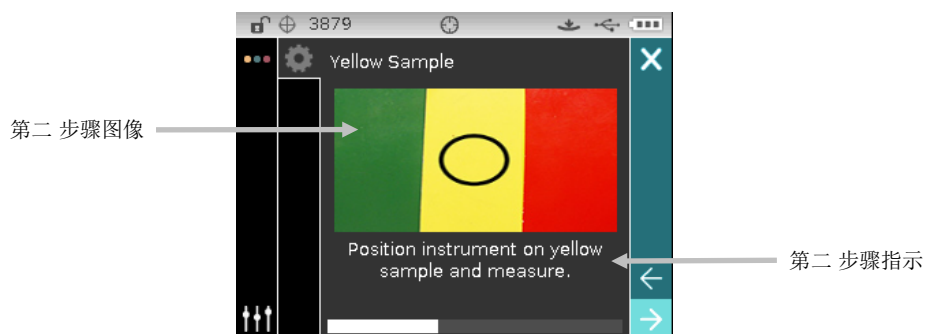 3879
Yellow Sample
第二 步骤图像
Position instrument on yellow
sample and measure.
第二 步骤指示